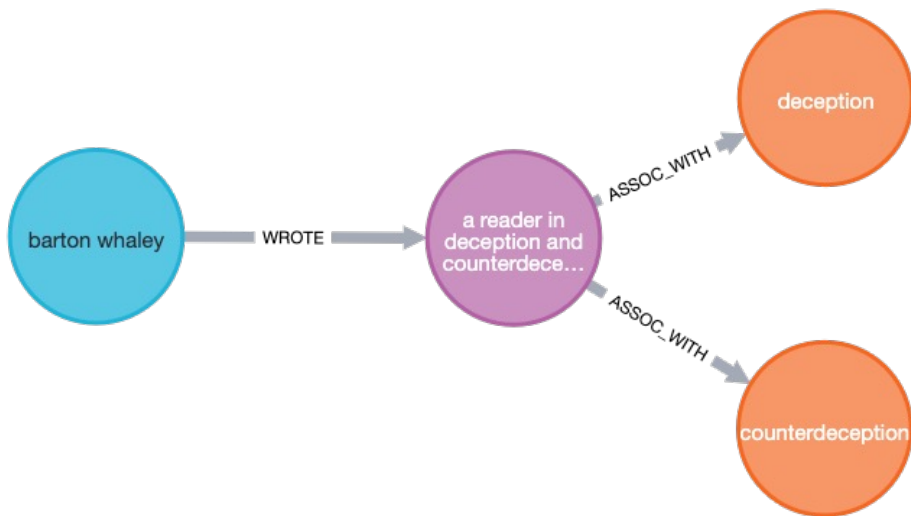 deception
ASSOC_WITH
barton whaley
WROTE
a reader in
deception and
counterdece...
ASSOC_WITH
counterdeception